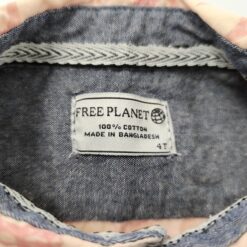 FREE PLANET
100% COTTON
MADE IN BANGLADESH
4T